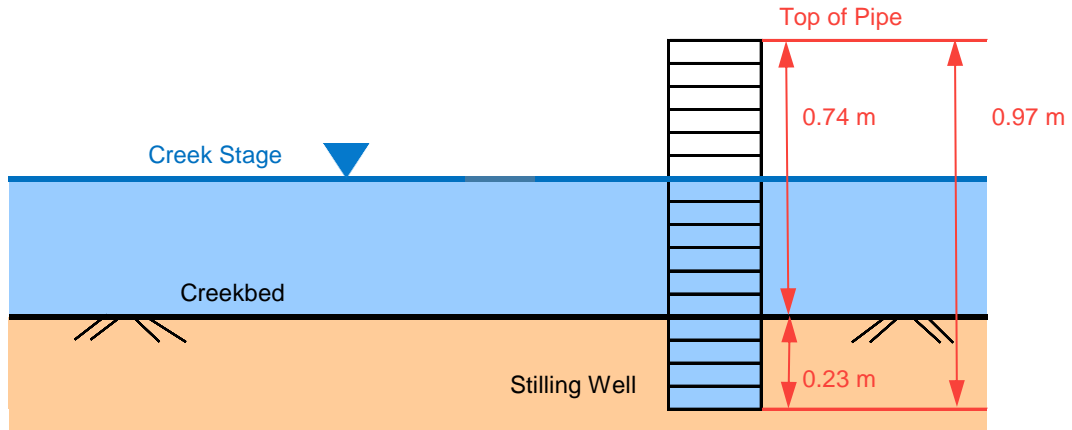 Top of Pipe
0.74 m
0.97 m
Creek Stage
Creekbed
Stilling Well
0.23 m